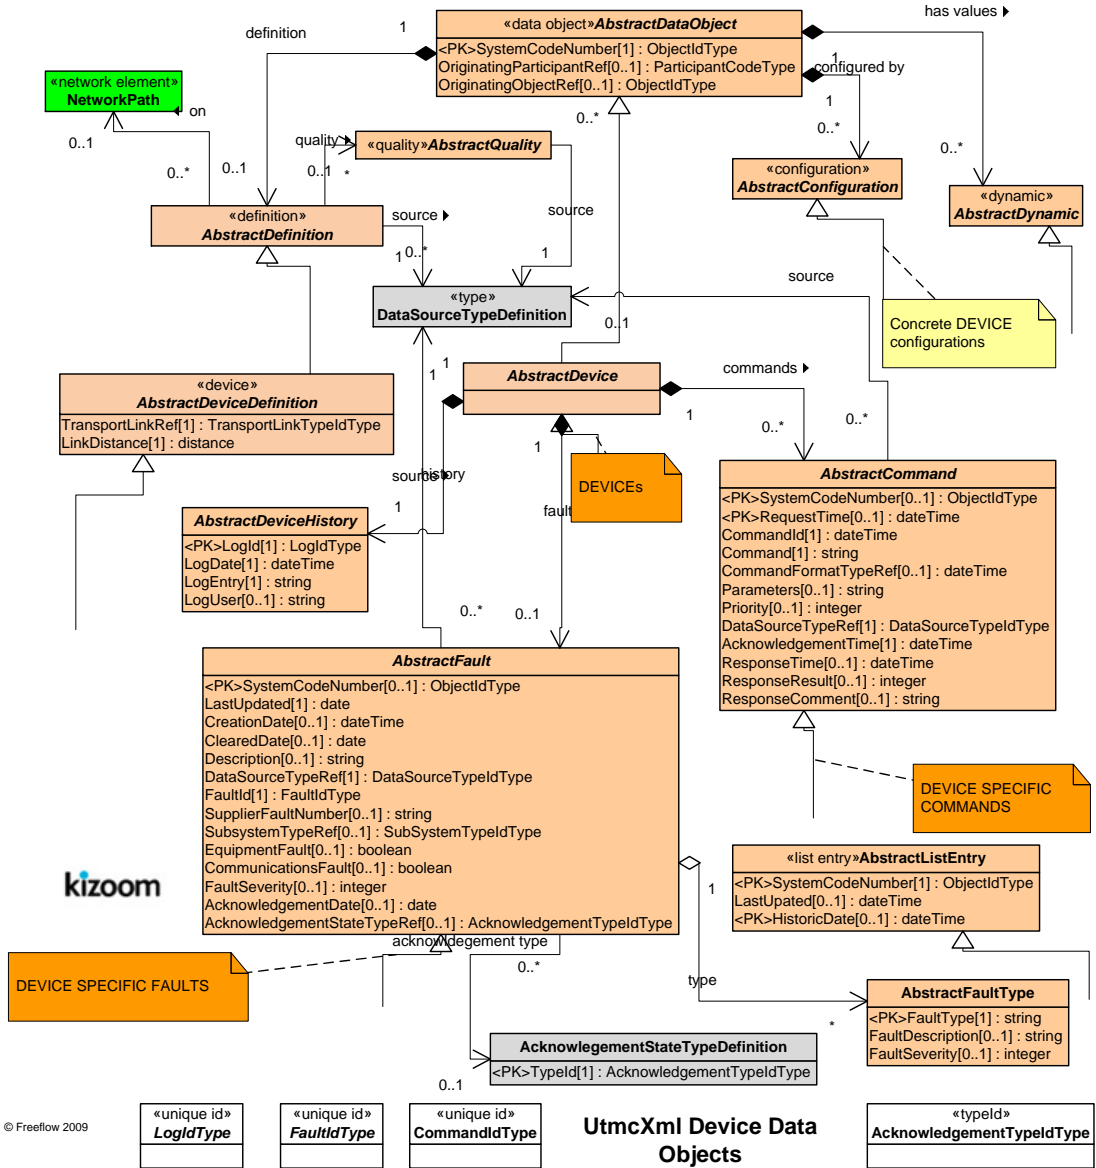 definition
1
«data object»AbstractDataObject
<PK>SystemCodeNumber[1] : ObjectIdType
OriginatingParticipantRef[0..1] : ParticipantCodeType
OriginatingObjectRef[0..1] : ObjectIdType
has values
1
configured by
1
«network element»
NetworkPath
on
0..1
0..*
0..1
quality
0..1
*
«quality»AbstractQuality
0..*
0..*
0..*
«configuration»
AbstractConfiguration
«dynamic»
AbstractDynamic
«definition»
AbstractDefinition
source
0..*
1
source
1
source
«type»
DataSourceTypeDefinition
0..1
Concrete DEVICE
configurations
1
1
«device»
AbstractDeviceDefinition
TransportLinkRef[1] : TransportLinkTypeIdType
LinkDistance[1] : distance
AbstractDevice
commands
1
0..*
0..*
1
source
history
DEVICEs
fault
1
AbstractDeviceHistory
<PK>LogId[1] : LogIdType
LogDate[1] : dateTime
LogEntry[1] : string
LogUser[0..1] : string
AbstractCommand
<PK>SystemCodeNumber[0..1] : ObjectIdType
<PK>RequestTime[0..1] : dateTime
CommandId[1] : dateTime
Command[1] : string
CommandFormatTypeRef[0..1] : dateTime
Parameters[0..1] : string
Priority[0..1] : integer
DataSourceTypeRef[1] : DataSourceTypeIdType
AcknowledgementTime[1] : dateTime
ResponseTime[0..1] : dateTime
ResponseResult[0..1] : integer
ResponseComment[0..1] : string
0..*
0..1
AbstractFault
<PK>SystemCodeNumber[0..1] : ObjectIdType
LastUpdated[1] : date
CreationDate[0..1] : dateTime
ClearedDate[0..1] : date
Description[0..1] : string
DataSourceTypeRef[1] : DataSourceTypeIdType
FaultId[1] : FaultIdType
SupplierFaultNumber[0..1] : string
SubsystemTypeRef[0..1] : SubSystemTypeIdType
EquipmentFault[0..1] : boolean
CommunicationsFault[0..1] : boolean
FaultSeverity[0..1] : integer
AcknowledgementDate[0..1] : date
AcknowledgementStateTypeRef[0..1] : AcknowledgementTypeIdType
DEVICE SPECIFIC
COMMANDS
kizoom
1
«list entry»AbstractListEntry
<PK>SystemCodeNumber[1] : ObjectIdType
LastUpated[0..1] : dateTime
<PK>HistoricDate[0..1] : dateTime
acknowldegement type
0..*
DEVICE SPECIFIC FAULTS
type
*
AbstractFaultType
<PK>FaultType[1] : string
FaultDescription[0..1] : string
FaultSeverity[0..1] : integer
AcknowlegementStateTypeDefinition
<PK>TypeId[1] : AcknowledgementTypeIdType
0..1
© Freeflow 2009
«unique id»
LogIdType
«unique id»
FaultIdType
«unique id»
CommandIdType
UtmcXml Device Data
Objects
«typeId»
AcknowledgementTypeIdType